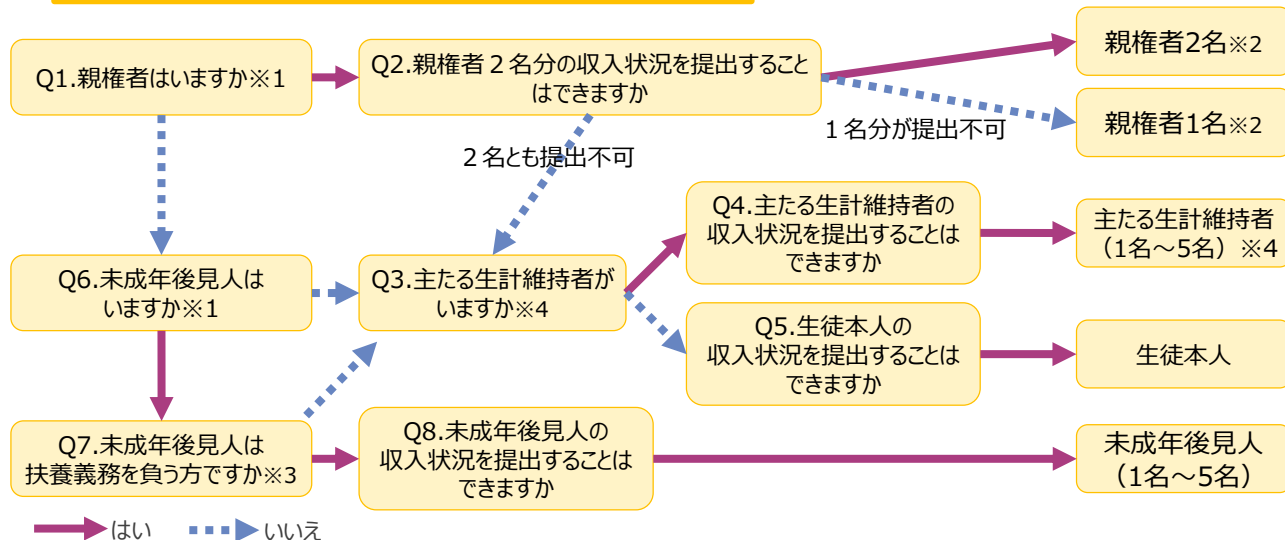 Q1.親権者はいますか※1
Q2.親権者２名分の収入状況を提出すること
はできますか
親権者2名※2
親権者1名※2
１名分が提出不可
２名とも提出不可
Q4.主たる生計維持者の
収入状況を提出することは
できますか
主たる生計維持者
（1名～5名）※4
Q6.未成年後見人は
いますか※1
Q3.主たる生計維持者が
いますか※4
Q5.生徒本人の
収入状況を提出することは
できますか
生徒本人
Q7.未成年後見人は
扶養義務を負う方ですか※3
Q8.未成年後見人の
収入状況を提出することは
できますか
未成年後見人
（1名～5名）
はい
いいえ